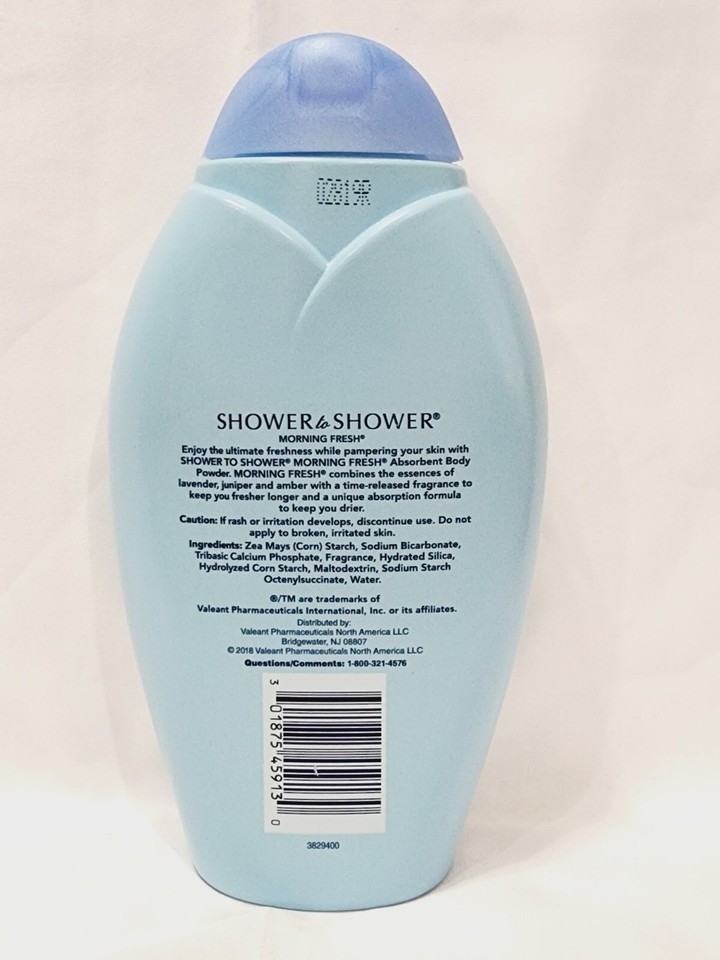 02819R
SHOWER to SHOWER®
MORNING FRESH®
Enjoy the ultimate freshness while pampering your skin with
SHOWER TO SHOWER® MORNING FRESH® Absorbent Body
Powder. MORNING FRESH® combines the essences of
lavender, juniper and amber with a time-released fragrance to
keep you fresher longer and a unique absorption formula
to keep you drier.
Caution: If rash or irritation develops, discontinue use. Do not
apply to broken, irritated skin.
Ingredients: Zea Mays (Corn) Starch, Sodium Bicarbonate,
Tribasic Calcium Phosphate, Fragrance, Hydrated Silica,
Hydrolyzed Corn Starch, Maltodextrin, Sodium Starch
Octenylsuccinate, Water.
®/TM are trademarks of
Valeant Pharmaceuticals International, Inc. or its affiliates.
Distributed by:
Valeant Pharmaceuticals North America LLC
Bridgewater, NJ 08807
© 2018 Valeant Pharmaceuticals North America LLC
Questions/Comments: 1-800-321-4576
3 01875 45913 0
3829400